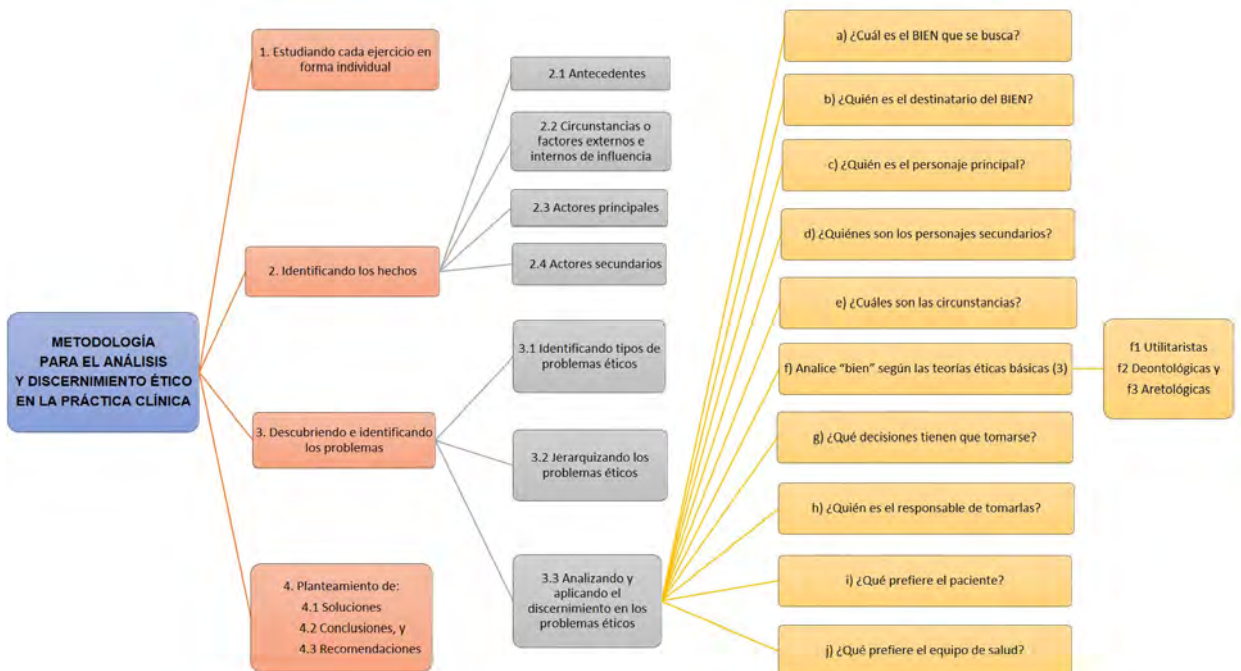 METODOLOGÍA
PARA EL ANÁLISIS
Y DISCERNIMIENTO ÉTICO
EN LA PRÁCTICA CLÍNICA
1. Estudiando cada ejercicio en
forma individual
2. Identificando los hechos
2.1 Antecedentes
2.2 Circunstancias o
factores externos e
internos de influencia
2.3 Actores principales
2.4 Actores secundarios
3. Descubriendo e identificando
los problemas
3.1 Identificando tipos de
problemas éticos
3.2 Jerarquizando los
problemas éticos
3.3 Analizando y
aplicando el
discernimiento en los
problemas éticos
a) ¿Cuál es el BIEN que se busca?
b) ¿Quién es el destinatario del BIEN?
c) ¿Quién es el personaje principal?
d) ¿Quiénes son los personajes secundarios?
e) ¿Cuáles son las circunstancias?
f) Analice “bien” según las teorías éticas básicas (3)
f1 Utilitaristas
f2 Deontológicas y
f3 Aretológicas
g) ¿Qué decisiones tienen que tomarse?
h) ¿Quién es el responsable de tomarlas?
i) ¿Qué prefiere el paciente?
j) ¿Qué prefiere el equipo de salud?
4. Planteamiento de:
4.1 Soluciones
4.2 Conclusiones, y
4.3 Recomendaciones